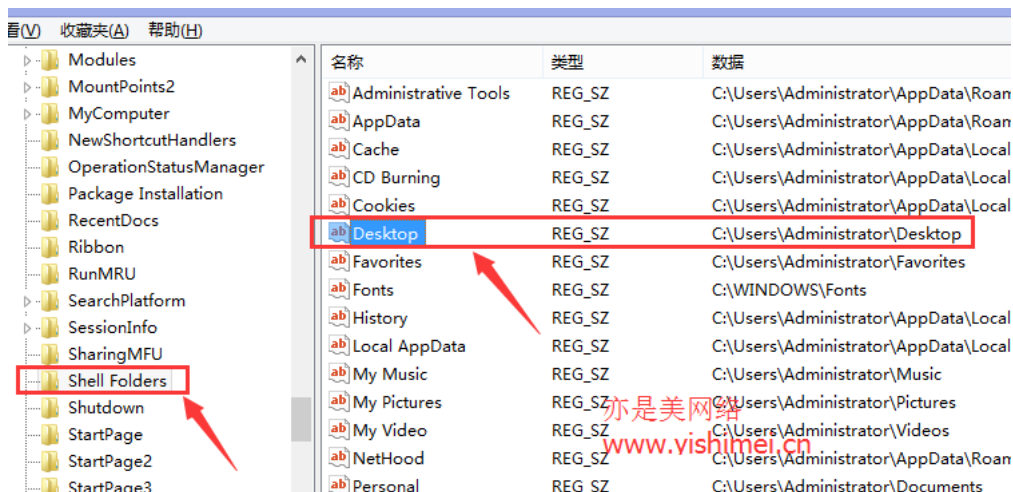 看(V) 收藏夹(A) 帮助(H)
Modules
MountPoints2
MyComputer
NewShortcutHandlers
OperationStatusManager
Package Installation
RecentDocs
Ribbon
RunMRU
SearchPlatform
SessionInfo
SharingMFU
Shell Folders
Shutdown
StartPage
StartPage2
StartPage3
名称 类型 数据
Administrative Tools REG_SZ C:\Users\Administrator\AppData\Roam
AppData REG_SZ C:\Users\Administrator\AppData\Roam
Cache REG_SZ C:\Users\Administrator\AppData\Local
CD Burning REG_SZ C:\Users\Administrator\AppData\Local
Cookies REG_SZ C:\Users\Administrator\AppData\Local
Desktop REG_SZ C:\Users\Administrator\Desktop
Favorites REG_SZ C:\Users\Administrator\Favorites
Fonts REG_SZ C:\WINDOWS\Fonts
History REG_SZ C:\Users\Administrator\AppData\Local
Local AppData REG_SZ C:\Users\Administrator\AppData\Local
My Music REG_SZ C:\Users\Administrator\Music
My Pictures REG_SZ C:\Users\Administrator\Pictures
My Video REG_SZ C:\Users\Administrator\Videos
NetHood REG_SZ C:\Users\Administrator\AppData\Roam
Personal REG_SZ C:\Users\Administrator\Documents
亦是美网络
www.yishimei.cn